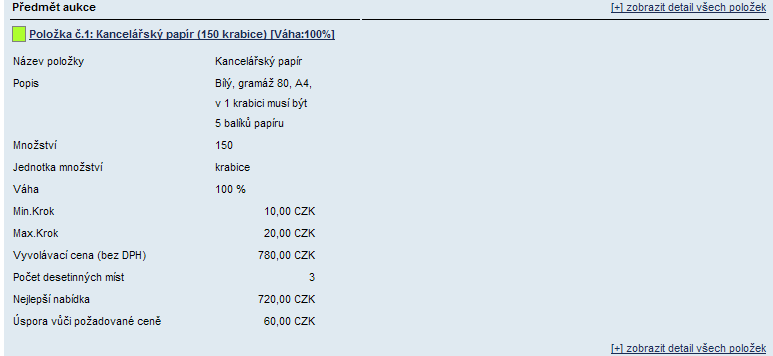 Předmět aukce [+] zobrazit detail všech položek
Položka č.1: Kancelářský papír (150 krabice) [Váha:100%]
Název položky Kancelářský papír
Popis Bílý, gramáž 80, A4,
v 1 krabici musí být
5 balíků papíru
Množství 150
Jednotka množství krabice
Váha 100 %
Min.Krok 10,00 CZK
Max.Krok 20,00 CZK
Vyvolávací cena (bez DPH) 780,00 CZK
Počet desetinných míst 3
Nejlepší nabídka 720,00 CZK
Úspora vůči požadované ceně 60,00 CZK
[+] zobrazit detail všech položek